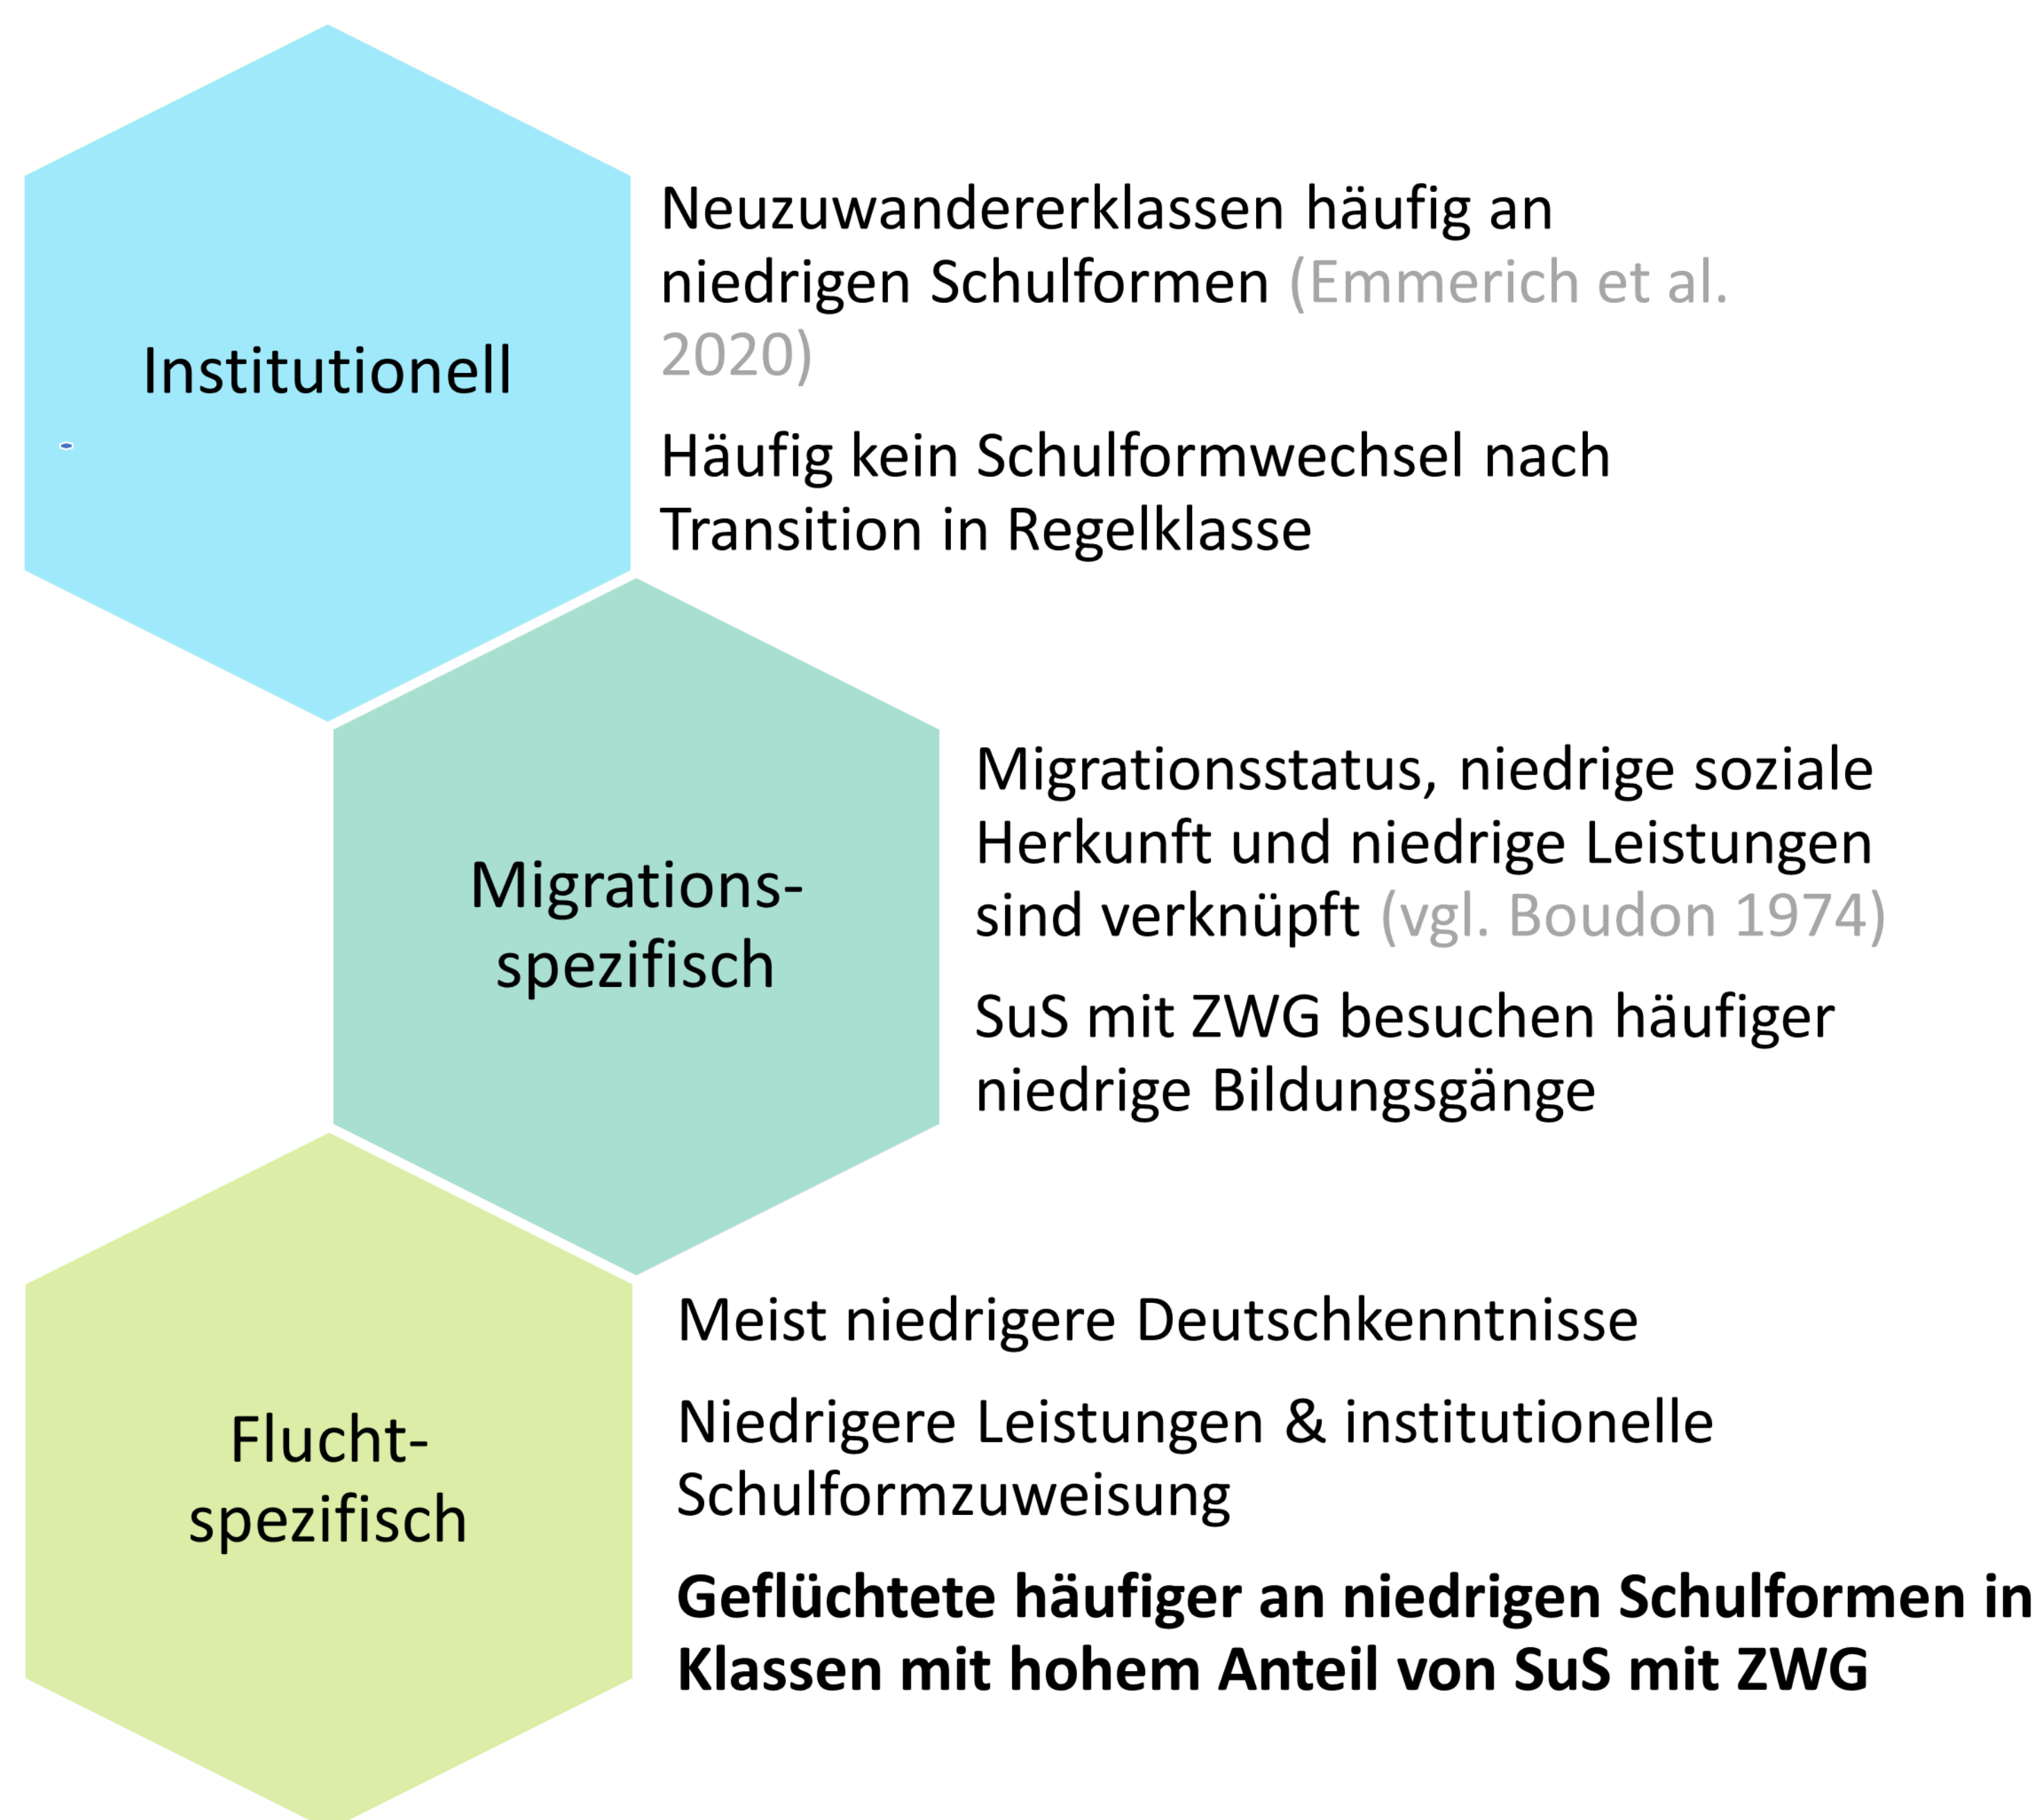 Institutionell
Neuzuwandererklassen häufig an
niedrigen Schulformen (Emmerich et al.
2020)
Häufig kein Schulformwechsel nach
Transition in Regelklasse
Migrations-
spezifisch
Migrationsstatus, niedrige soziale
Herkunft und niedrige Leistungen
sind verknüpft (vgl. Boudon 1974)
SuS mit ZWG besuchen häufiger
niedrige Bildungsgänge
Flucht-
spezifisch
Meist niedrigere Deutschkenntnisse
Niedrigere Leistungen & institutionelle
Schulformzuweisung
Geflüchtete häufiger an niedrigen Schulformen in
Klassen mit hohem Anteil von SuS mit ZWG